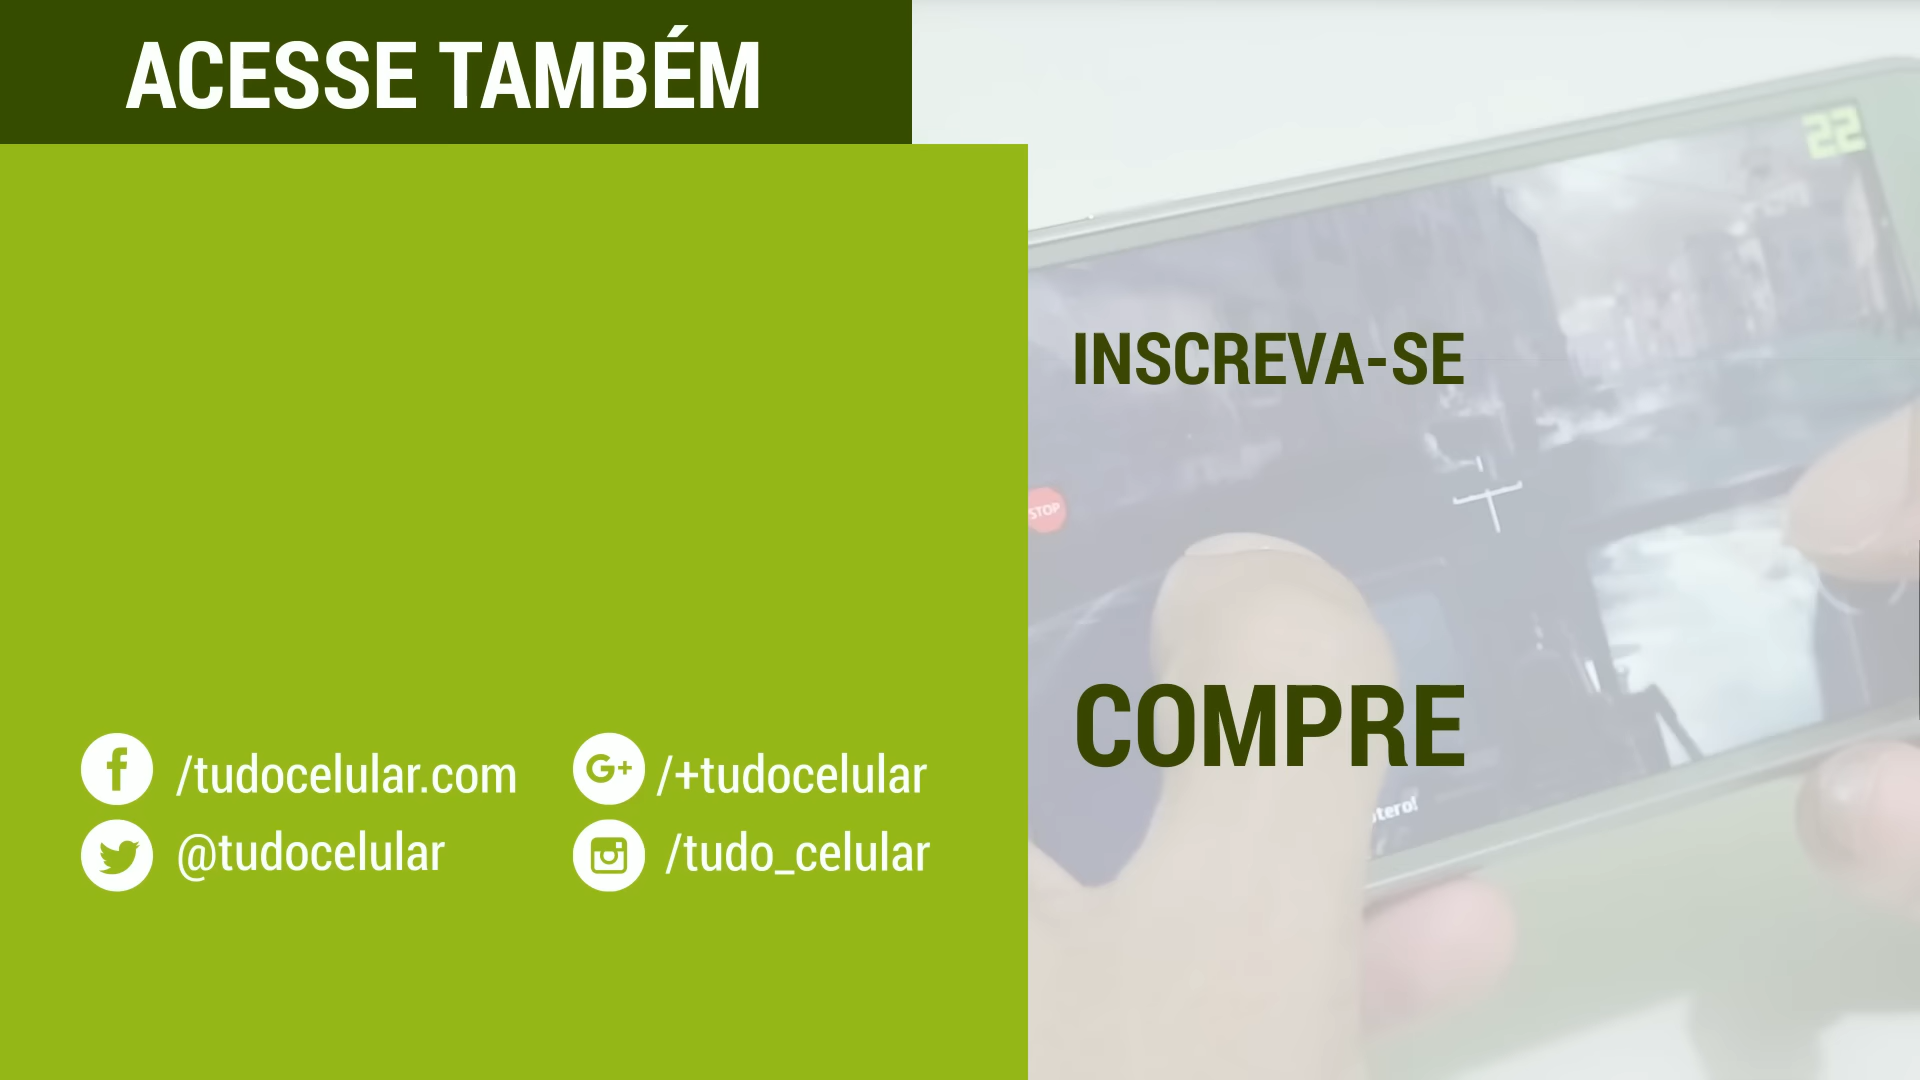 ACESSE TAMBÉM
22
INSCREVA-SE
STOP
COMPRE
/tudocelular.com
/+tudocelular
@tudocelular
/tudo_celular